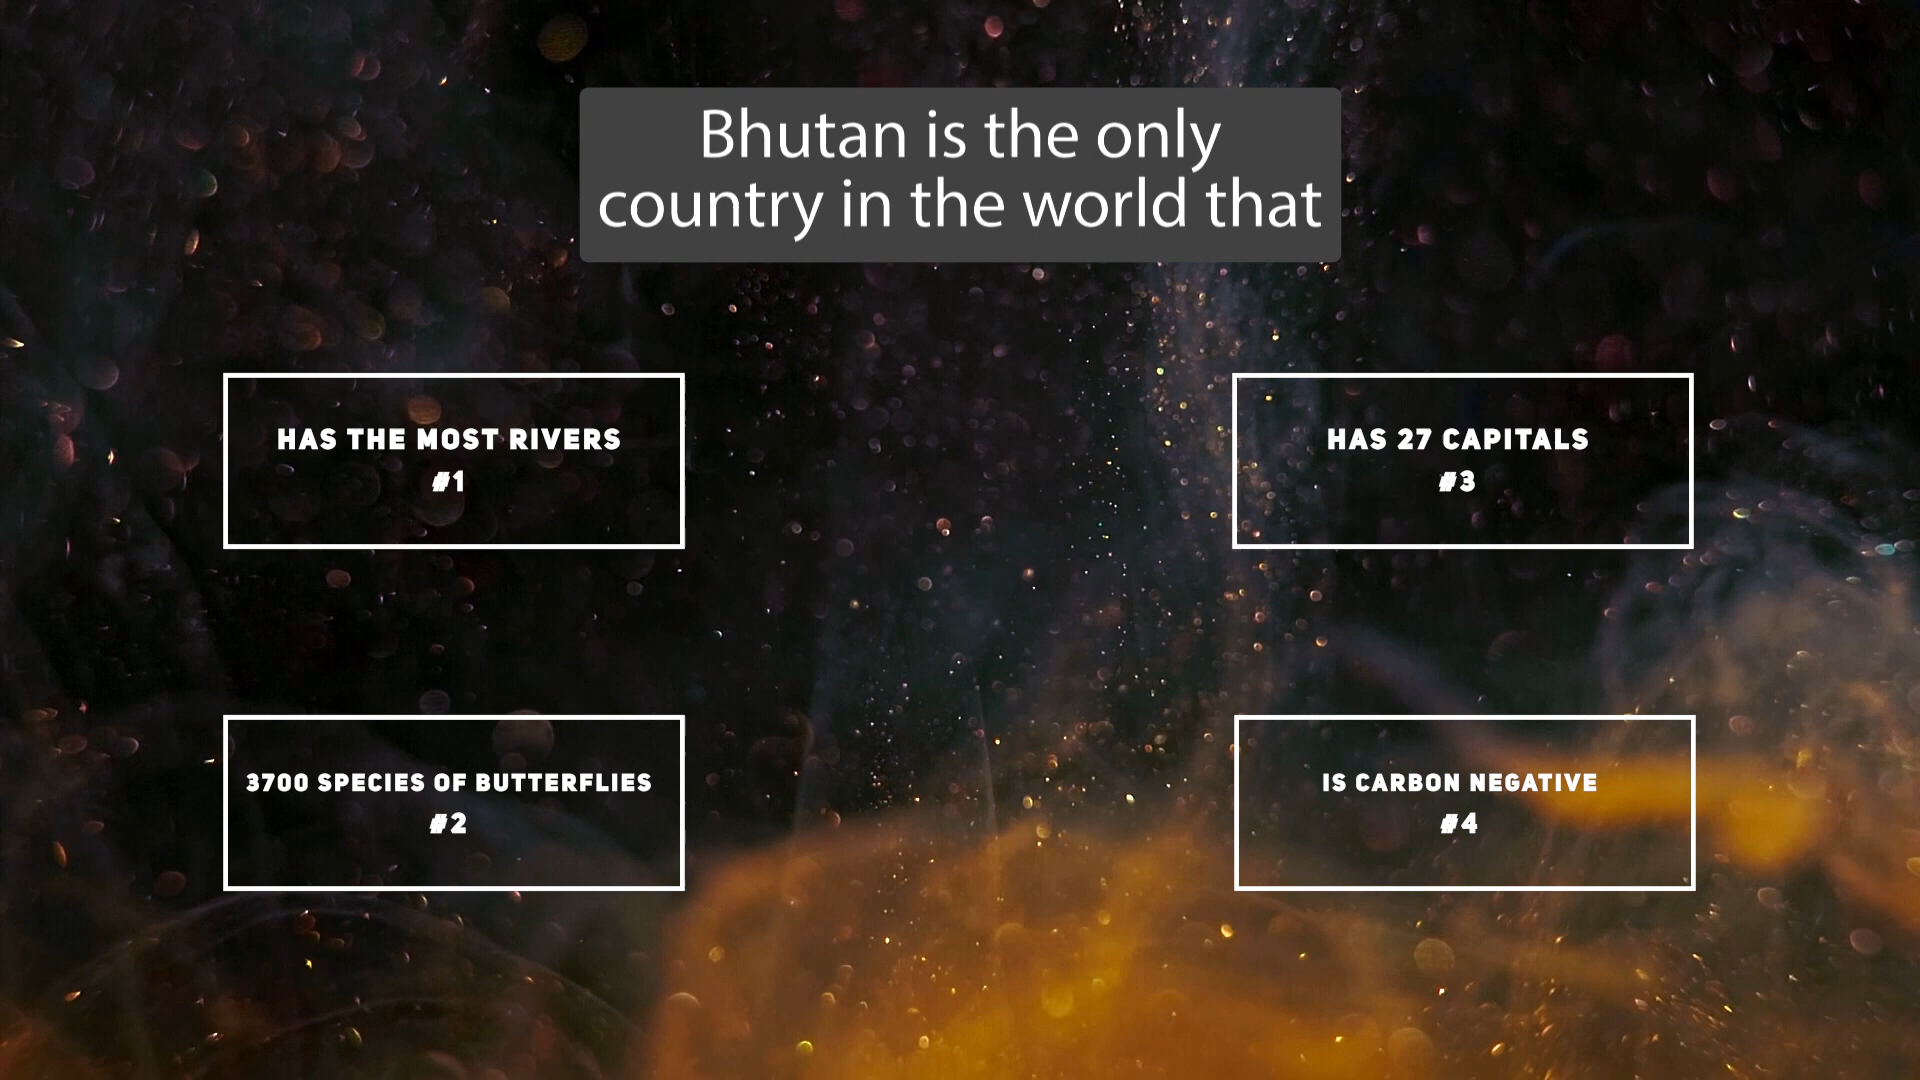 Bhutan is the only
country in the world that
HAS THE MOST RIVERS
#1
HAS 27 CAPITALS
#3
3700 SPECIES OF BUTTERFLIES
#2
IS CARBON NEGATIVE
#4